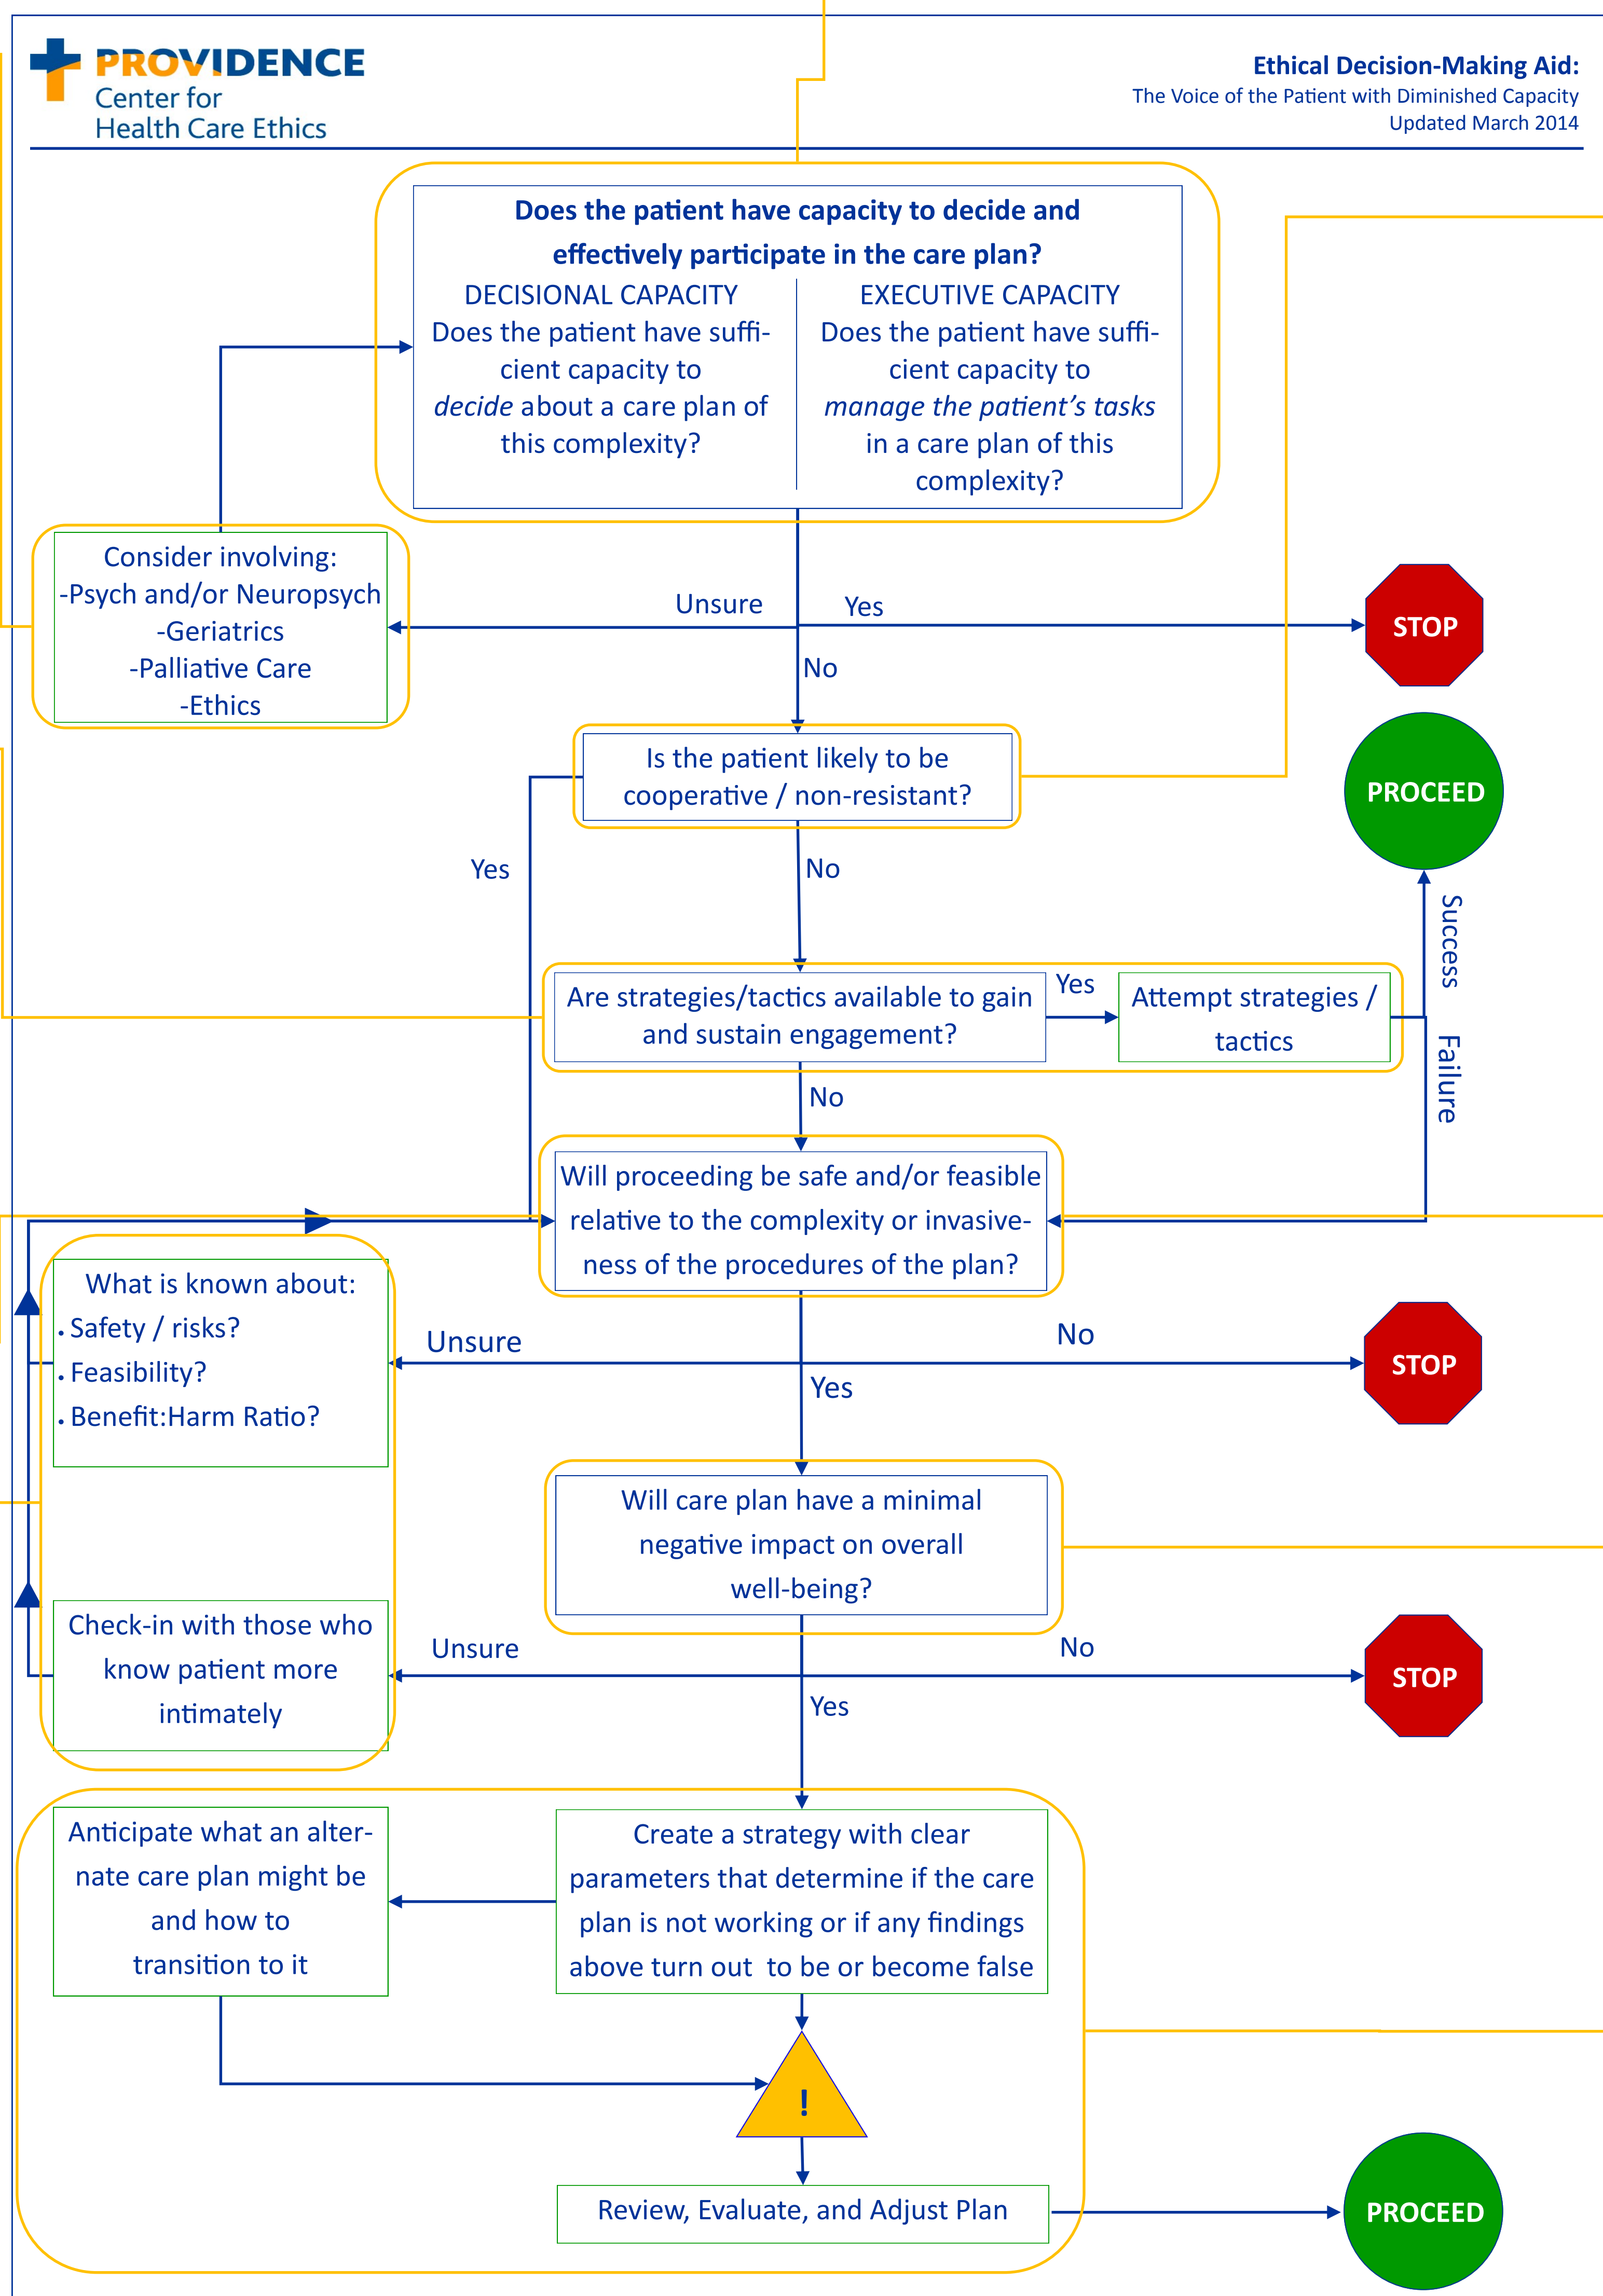 PROVIDENCE
Center for
Health Care Ethics
Ethical Decision-Making Aid:
The Voice of the Patient with Diminished Capacity
Updated March 2014
Does the patient have capacity to decide and
effectively participate in the care plan?
DECISIONAL CAPACITY
Does the patient have suffi-
cient capacity to
decide about a care plan of
this complexity?
EXECUTIVE CAPACITY
Does the patient have suffi-
cient capacity to
manage the patient's tasks
in a care plan of this
complexity?
Consider involving:
-Psych and/or Neuropsych
-Geriatrics
-Palliative Care
-Ethics
Unsure
Yes
STOP
No
Is the patient likely to be
cooperative / non-resistant?
PROCEED
Yes
No
Success
Are strategies/tactics available to gain
and sustain engagement?
Yes
Attempt strategies /
tactics
Failure
No
Will proceeding be safe and/or feasible
relative to the complexity or invasive-
ness of the procedures of the plan?
What is known about:
• Safety / risks?
• Feasibility?
• Benefit:Harm Ratio?
Unsure
No
STOP
Yes
Will care plan have a minimal
negative impact on overall
well-being?
Check-in with those who
know patient more
intimately
Unsure
No
STOP
Yes
Anticipate what an alter-
nate care plan might be
and how to
transition to it
Create a strategy with clear
parameters that determine if the care
plan is not working or if any findings
above turn out  to be or become false
!
Review, Evaluate, and Adjust Plan
PROCEED